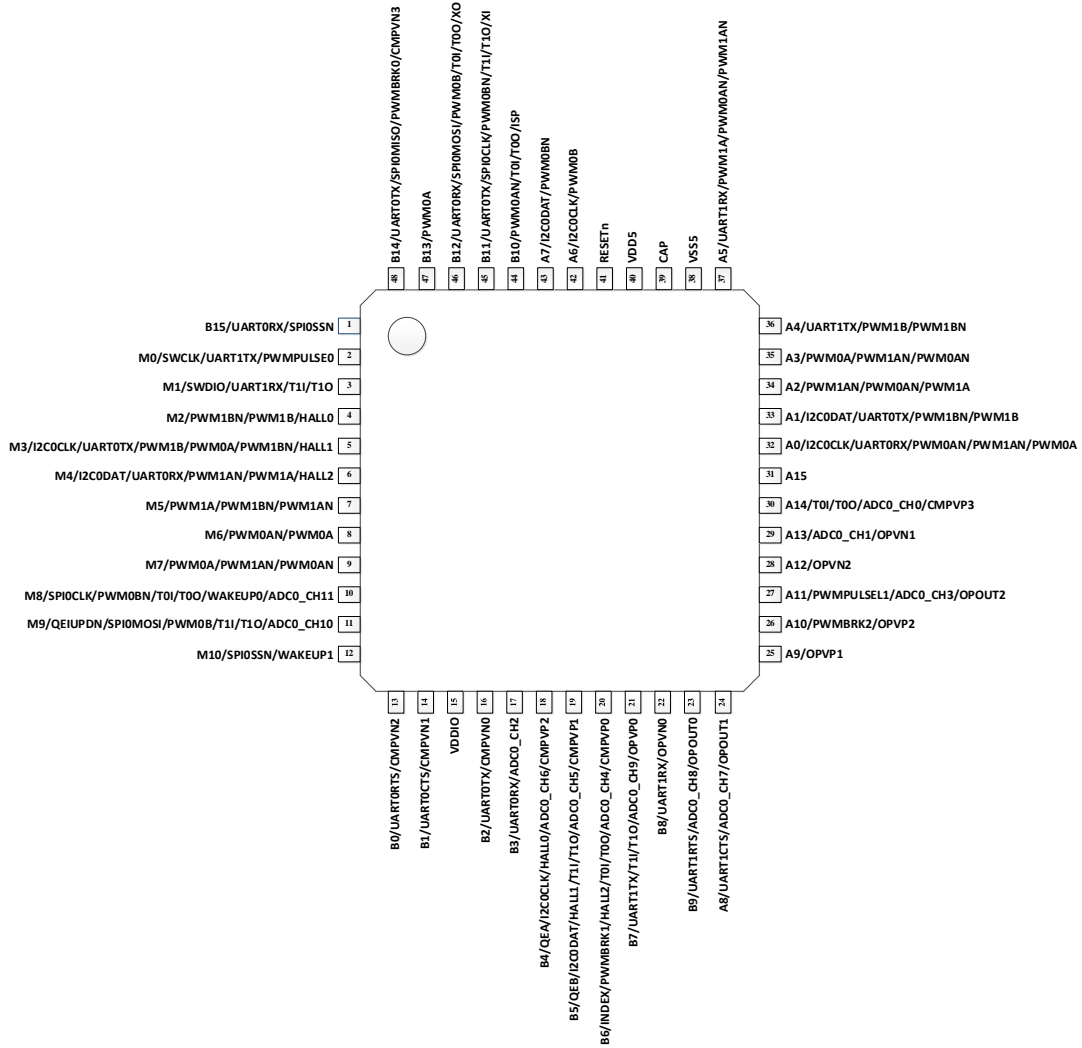 B14/UART0TX/SPI0MISO/PWMBRK0/CMPVN3
48
B13/PWM0A
47
B12/UART0RX/SPI0MOSI/PWM0B/T0I/T0O/XO
46
B11/UART0TX/SPI0CLK/PWM0BN/T1I/T1O/XI
45
B10/PWM0AN/T0I/T0O/ISP
44
A7/I2C0DAT/PWM0BN
43
A6/I2C0CLK/PWM0B
42
RESETn
41
VDD5
40
CAP
39
VSS5
38
A5/UART1RX/PWM1A/PWM0AN/PWM1AN
37
B15/UART0RX/SPI0SSN 1
M0/SWCLK/UART1TX/PWMPULSE0 2
M1/SWDIO/UART1RX/T1I/T1O 3
M2/PWM1BN/PWM1B/HALL0 4
M3/I2C0CLK/UART0TX/PWM1B/PWM0A/PWM1BN/HALL1 5
M4/I2C0DAT/UART0RX/PWM1AN/PWM1A/HALL2 6
M5/PWM1A/PWM1BN/PWM1AN 7
M6/PWM0AN/PWM0A 8
M7/PWM0A/PWM1AN/PWM0AN 9
M8/SPI0CLK/PWM0BN/T0I/T0O/WAKEUP0/ADC0_CH11 10
M9/QEIUPDN/SPI0MOSI/PWM0B/T1I/T1O/ADC0_CH10 11
M10/SPI0SSN/WAKEUP1 12
36 A4/UART1TX/PWM1B/PWM1BN
35 A3/PWM0A/PWM1AN/PWM0AN
34 A2/PWM1AN/PWM0AN/PWM1A
33 A1/I2C0DAT/UART0TX/PWM1BN/PWM1B
32 A0/I2C0CLK/UART0RX/PWM0AN/PWM1AN/PWM0A
31 A15
30 A14/T0I/T0O/ADC0_CH0/CMPVP3
29 A13/ADC0_CH1/OPVN1
28 A12/OPVN2
27 A11/PWMPULSEL1/ADC0_CH3/OPOUT2
26 A10/PWMBRK2/OPVP2
25 A9/OPVP1
13
B0/UART0RTS/CMPVN2
14
B1/UART0CTS/CMPVN1
15
VDDIO
16
B2/UART0TX/CMPVN0
17
B3/UART0RX/ADC0_CH2
18
B4/QEA/I2C0CLK/HALL0/ADC0_CH6/CMPVP2
19
B5/QEB/I2C0DAT/HALL1/T1I/T1O/ADC0_CH5/CMPVP1
20
B6/INDEX/PWMBRK1/HALL2/T0I/T0O/ADC0_CH4/CMPVP0
21
B7/UART1TX/T1I/T1O/ADC0_CH9/OPVP0
22
B8/UART1RX/OPVN0
23
B9/UART1RTS/ADC0_CH8/OPOUT0
24
A8/UART1CTS/ADC0_CH7/OPOUT1